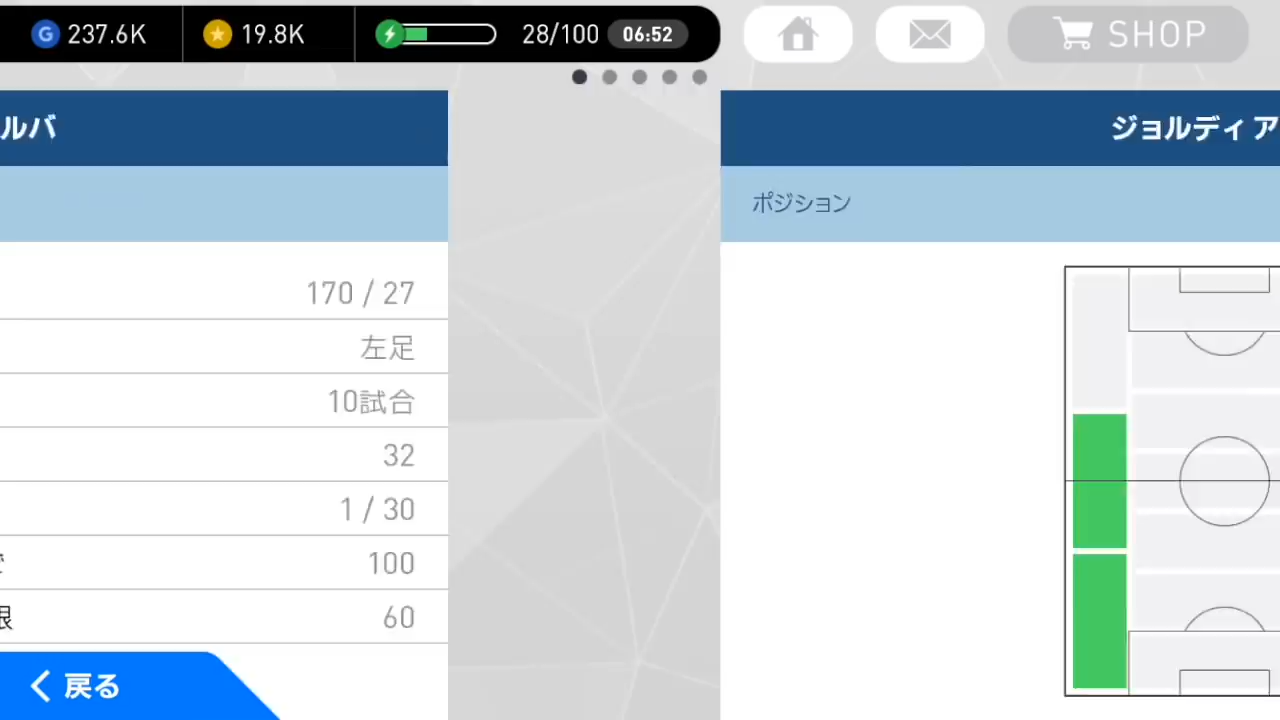 237.6K 19.8K 28/100 06:52 SHOP
ルバ
ジョルディ ア
ポジション
170 / 27
左足
10試合
32
1 / 30
100
60
戻る